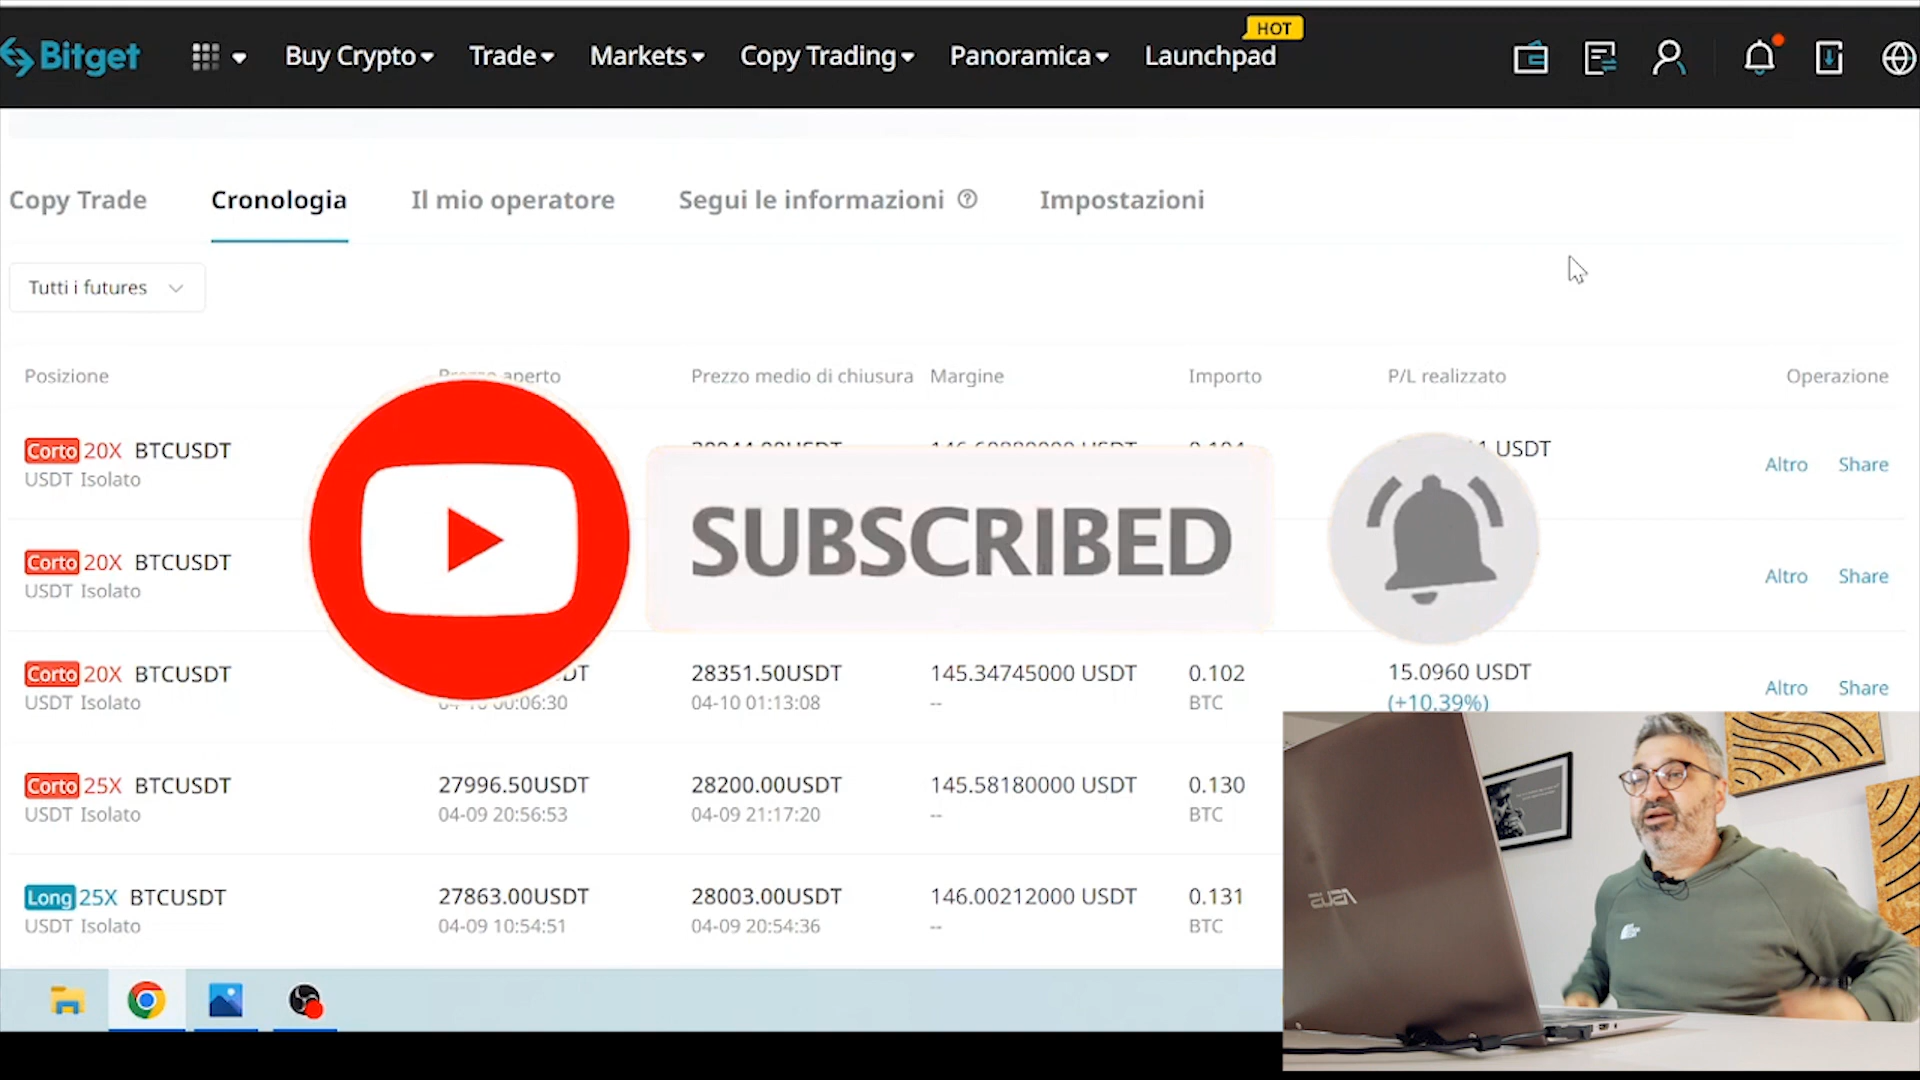 HOT
Bitget
Buy Crypto Trade Markets Copy Trading Panoramica Launchpad
Copy Trade Cronologia Il mio operatore Segui le informazioni Impostazioni
Tutti i futures
Posizione aperto Prezzo medio di chiusura Margine Importo P/L realizzato Operazione
Corto 20X BTCUSDT USDT Altro Share
USDT Isolato
SUBSCRIBED
Corto 20X BTCUSDT Altro Share
USDT Isolato
Corto 20X BTCUSDT 28351.50USDT 145.34745000 USDT 0.102 15.0960 USDT Altro Share
USDT Isolato 04-10 01:13:08 -- BTC (+10.39%)
Corto 25X BTCUSDT 27996.50USDT 28200.00USDT 145.58180000 USDT 0.130
USDT Isolato 04-09 20:56:53 04-09 21:17:20 -- BTC
Long 25X BTCUSDT 27863.00USDT 28003.00USDT 146.00212000 USDT 0.131
USDT Isolato 04-09 10:54:51 04-09 20:54:36 -- BTC
ASUS